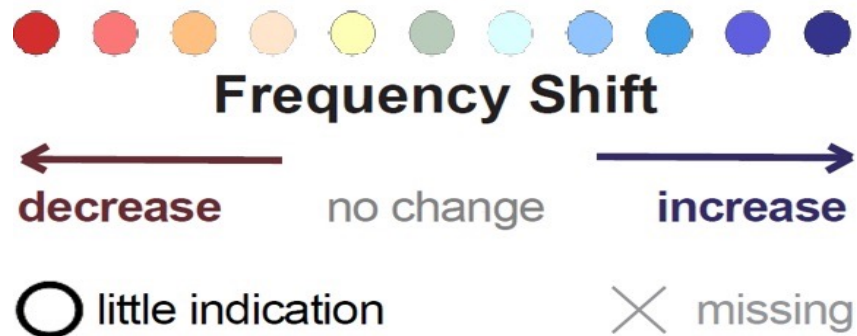 Frequency Shift
decrease no change increase
little indication missing